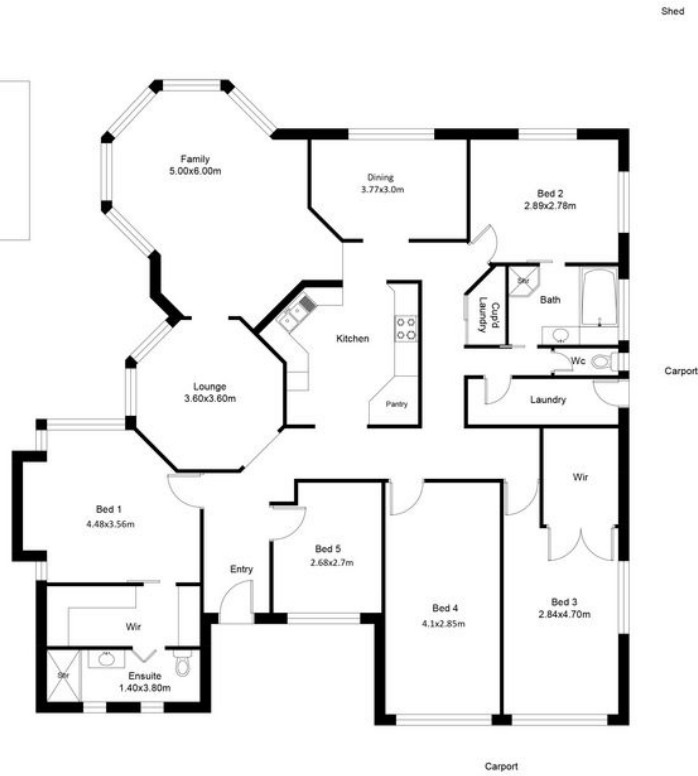 Shed
Family
5.00x6.00m
Dining
3.77x3.0m
Bed 2
2.89x2.78m
Shr
Bath
Cup'd
Laundry
Kitchen
Wc
Carport
Lounge
3.60x3.60m
Pantry
Laundry
Wir
Bed 1
4.48x3.56m
Bed 5
2.68x2.7m
Entry
Bed 4
4.1x2.85m
Bed 3
2.84x4.70m
Wir
Shr
Ensuite
1.40x3.80m
Carport